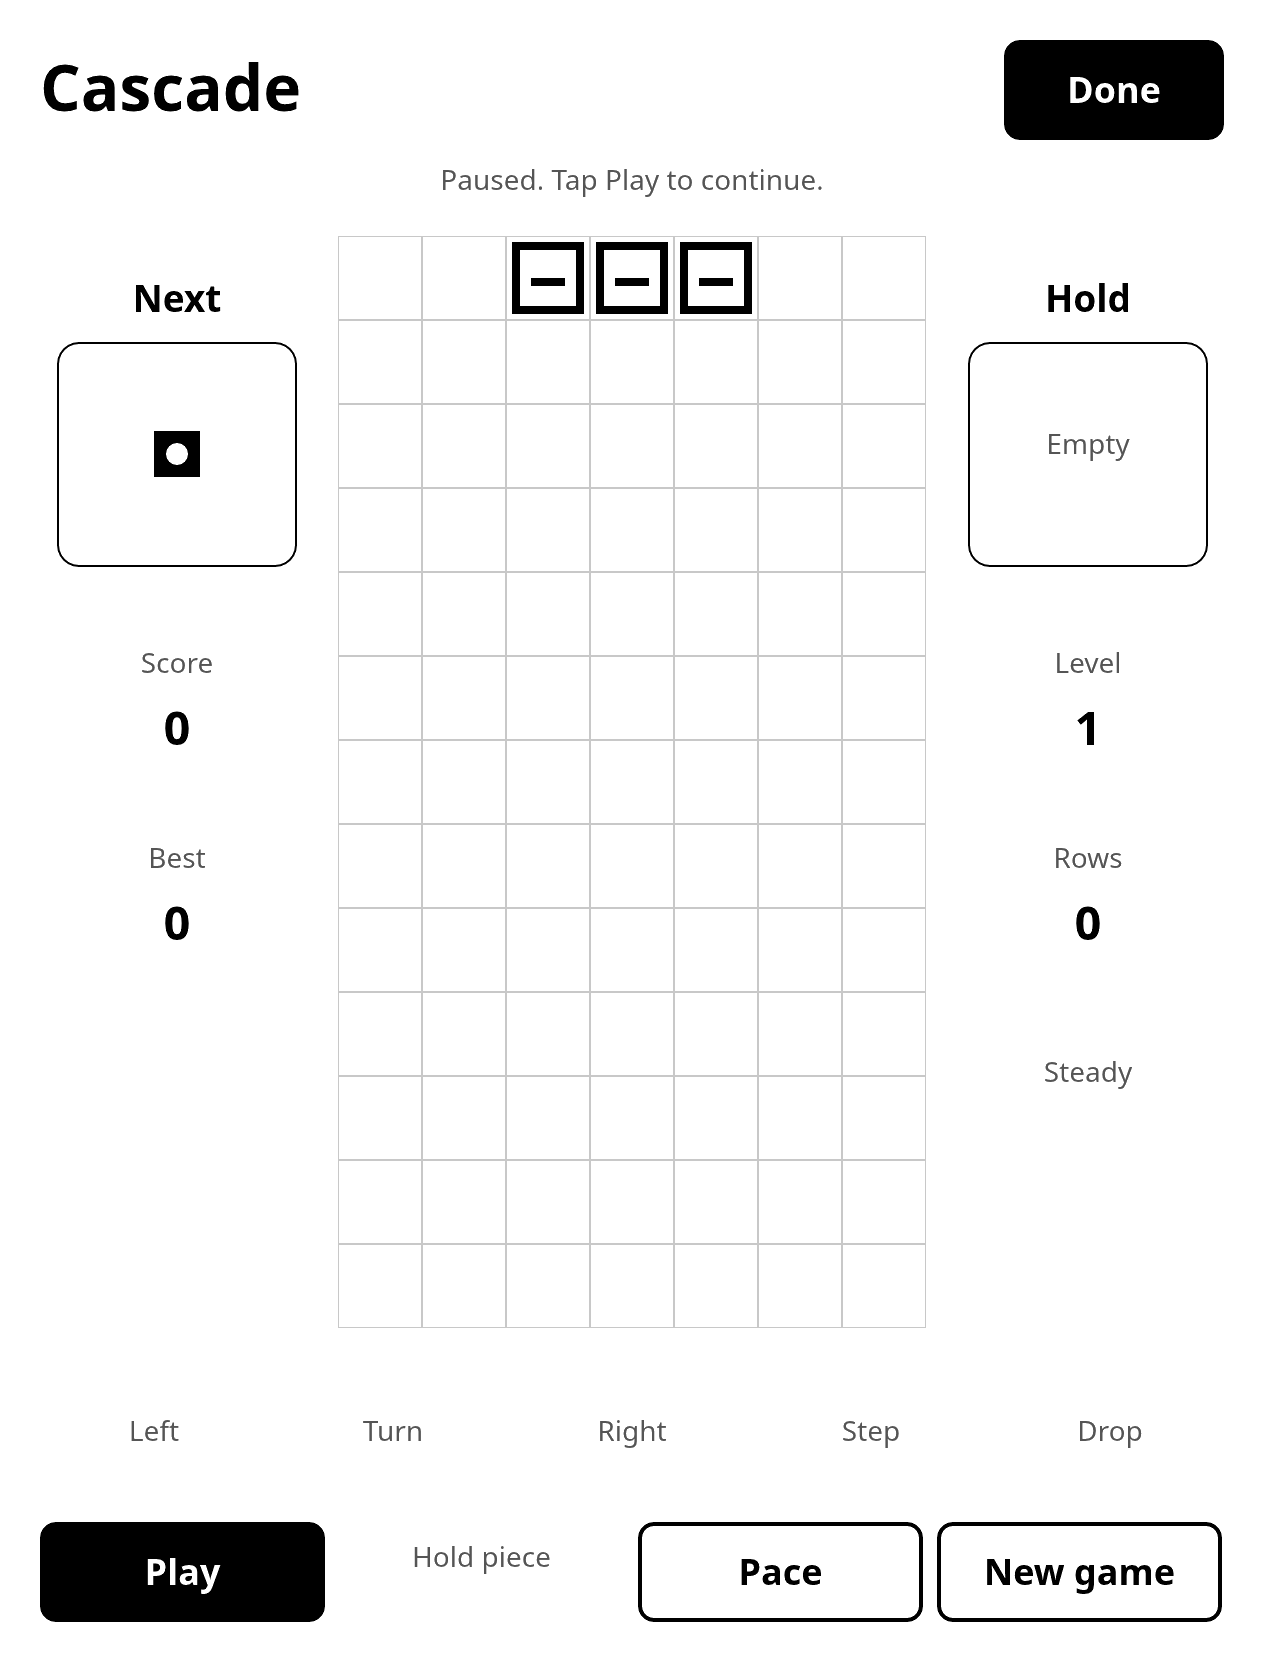 Cascade
Done
Paused. Tap Play to continue.
Next
Hold
Empty
Score
0
Level
1
Best
0
Rows
0
Steady
Left
Turn
Right
Step
Drop
Play
Hold piece
Pace
New game